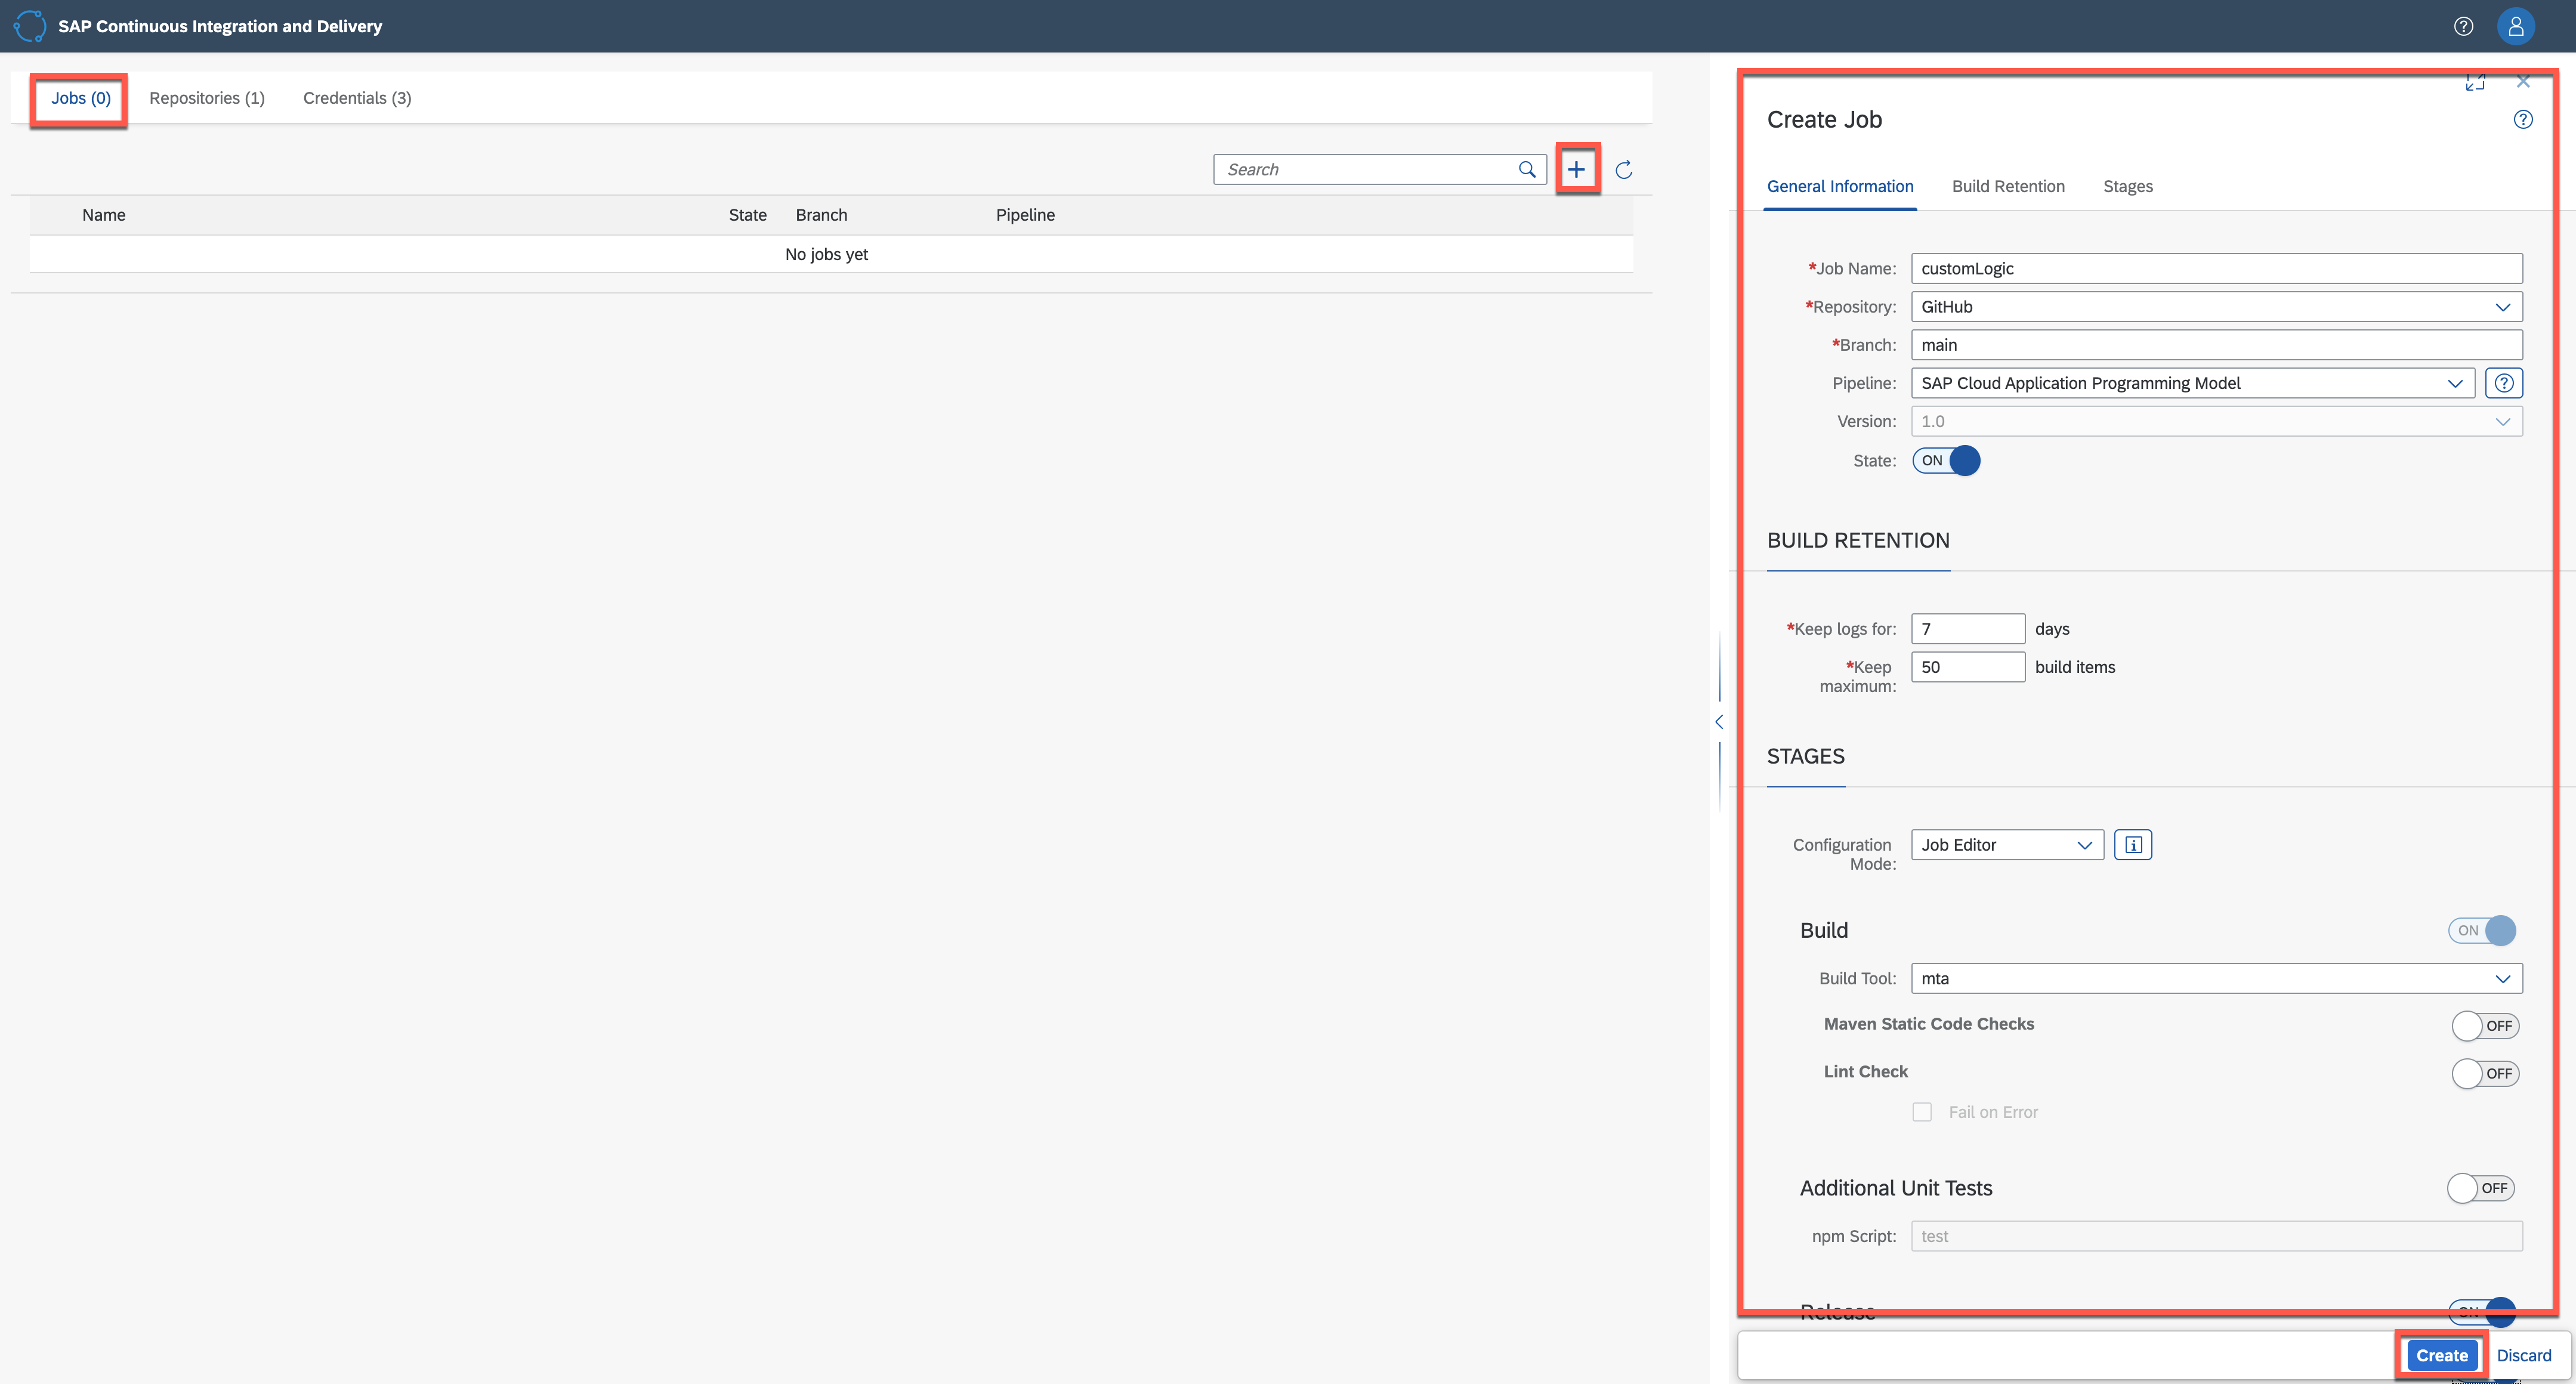 SAP Continuous Integration and Delivery
Jobs (0) Repositories (1) Credentials (3)
Search
Name State Branch Pipeline
No jobs yet
Create Job
General Information Build Retention Stages
*Job Name: customLogic
*Repository: GitHub
*Branch: main
Pipeline: SAP Cloud Application Programming Model
Version: 1.0
State: ON
BUILD RETENTION
*Keep logs for: 7 days
*Keep maximum: 50 build items
STAGES
Configuration Mode: Job Editor
Build ON
Build Tool: mta
Maven Static Code Checks OFF
Lint Check OFF
Fail on Error
Additional Unit Tests OFF
npm Script: test
Release ON
Create Discard